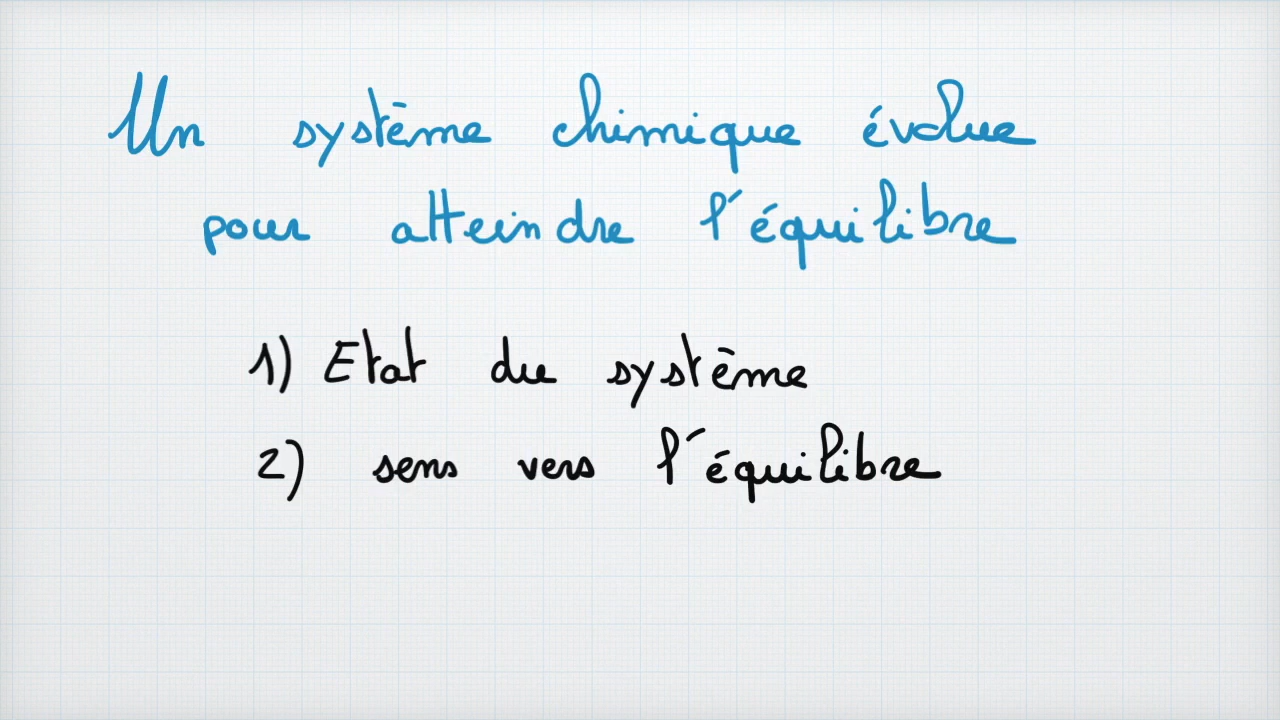 Un système chimique évolue
pour atteindre l'équilibre
1) Etat du système
2) sens vers l'équilibre